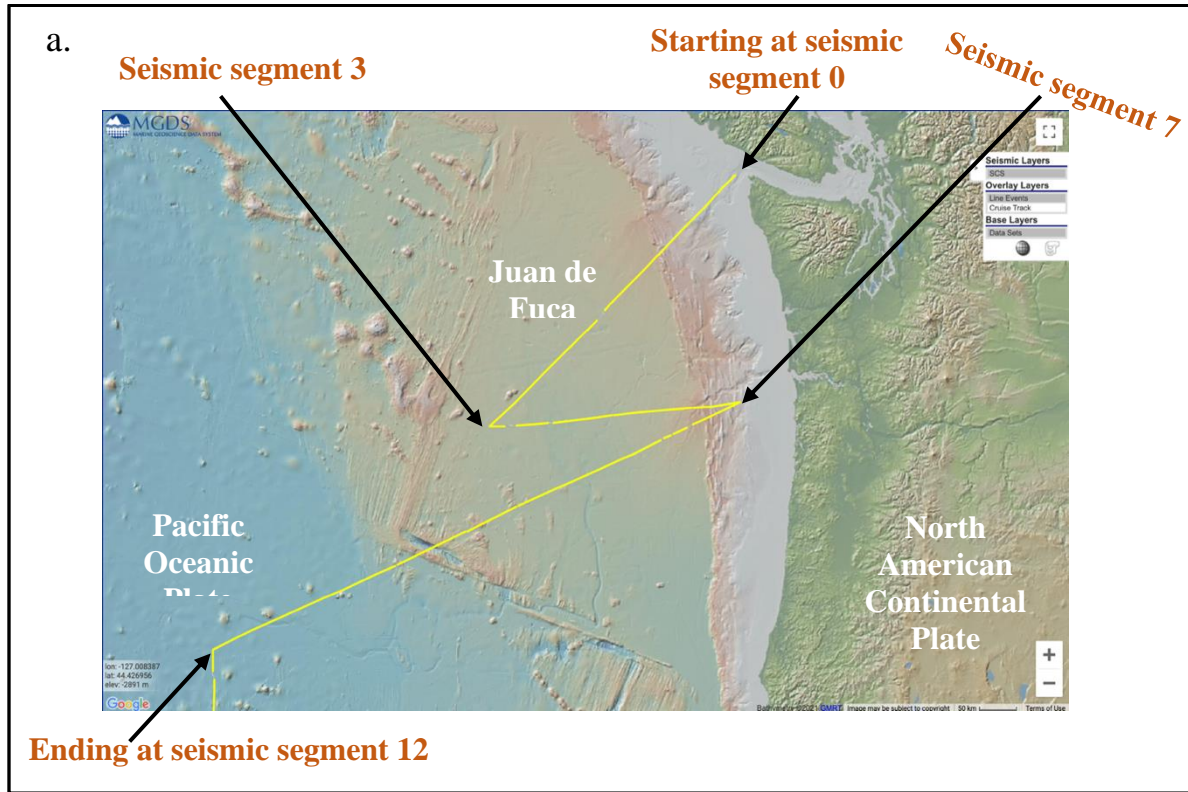 a.
Seismic segment 3
Starting at seismic
segment 0
Seismic segment 7
MGDS
MARINE GEOSCIENCE DATA SYSTEM
Seismic Layers
SCS
Overlay Layers
Line Events
Cruise Track
Base Layers
Data Sets
Juan de
Fuca
Pacific
Oceanic
Plate
North
American
Continental
Plate
lon: -127.008387
lat: 44.426956
elev: -2891 m
Google
+
−
GMRT Image may be subject to copyright 50 km Terms of Use
Ending at seismic segment 12